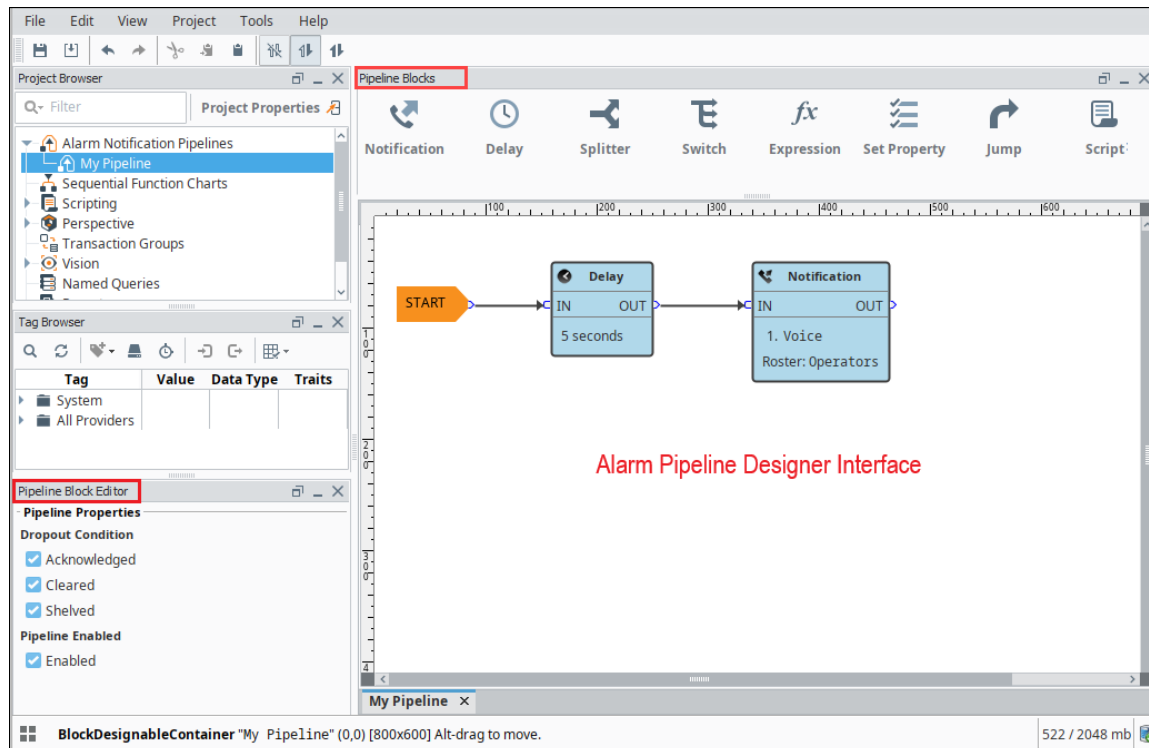 File Edit View Project Tools Help
Project Browser
Filter
Project Properties
Alarm Notification Pipelines
My Pipeline
Sequential Function Charts
Scripting
Perspective
Transaction Groups
Vision
Named Queries
Tag Browser
Tag Value Data Type Traits
System
All Providers
Pipeline Block Editor
Pipeline Properties
Dropout Condition
Acknowledged
Cleared
Shelved
Pipeline Enabled
Enabled
Pipeline Blocks
Notification Delay Splitter Switch Expression Set Property Jump Script
fx
100 200 300 400 500 600
100
200
300
4
START
Delay
IN OUT
5 seconds
Notification
IN OUT
1. Voice
Roster: Operators
Alarm Pipeline Designer Interface
My Pipeline
BlockDesignableContainer "My Pipeline" (0,0) [800x600] Alt-drag to move.
522 / 2048 mb